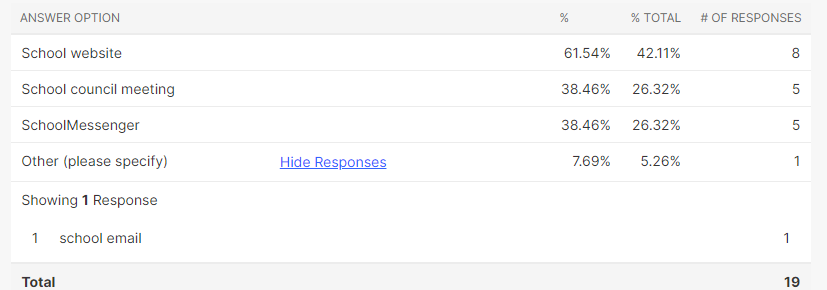 ANSWER OPTION % % TOTAL # OF RESPONSES
School website 61.54% 42.11% 8
School council meeting 38.46% 26.32% 5
SchoolMessenger 38.46% 26.32% 5
Other (please specify) Hide Responses 7.69% 5.26% 1
Showing 1 Response
1 school email 1
Total 19